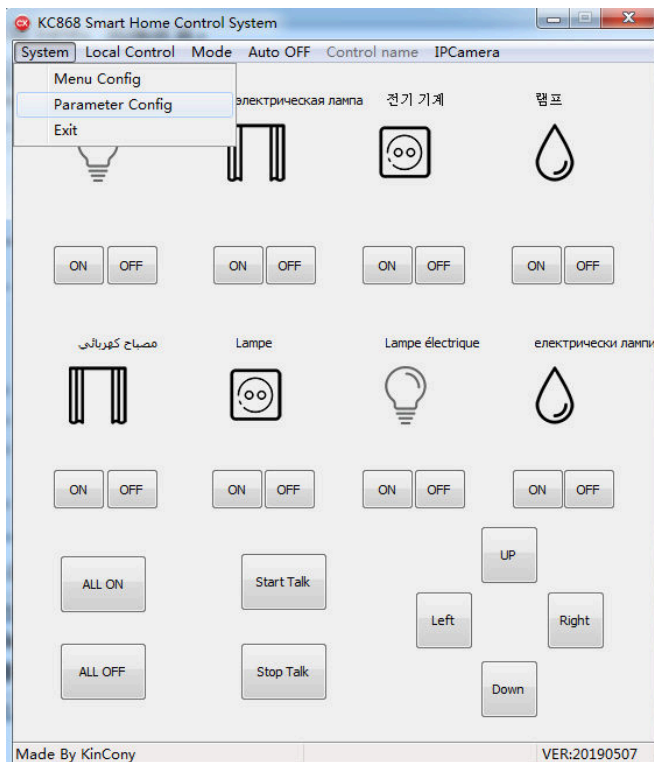 KC868 Smart Home Control System
System Local Control Mode Auto OFF Control name IPCamera
Menu Config
Parameter Config
Exit
электрическая лампа 전기 기계 램프
ON OFF ON OFF ON OFF ON OFF
مصباح كهربائي Lampe Lampe électrique електрически лампи
ON OFF ON OFF ON OFF ON OFF
UP
ALL ON Start Talk
Left Right
ALL OFF Stop Talk
Down
Made By KinCony VER:20190507